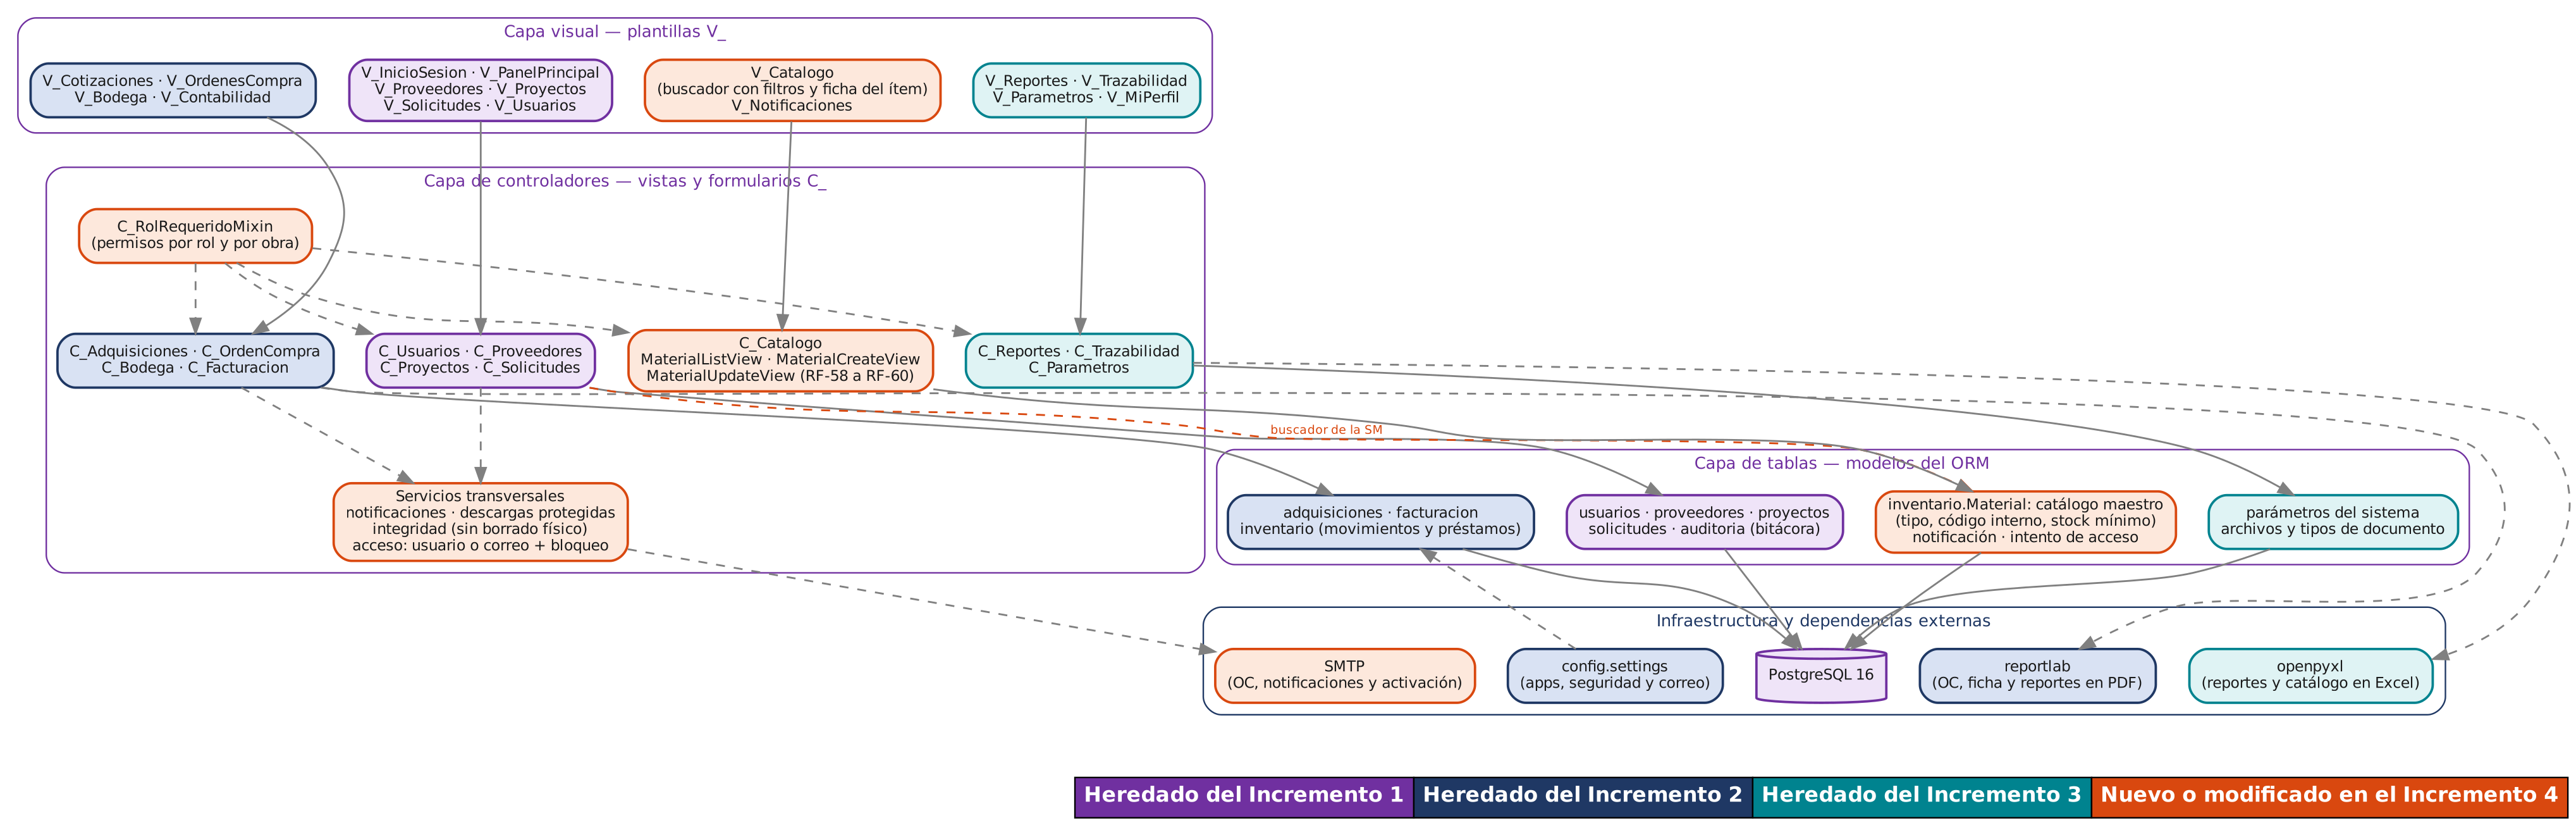 Capa visual — plantillas V_
V_Cotizaciones · V_OrdenesCompra
V_Bodega · V_Contabilidad
V_InicioSesion · V_PanelPrincipal
V_Proveedores · V_Proyectos
V_Solicitudes · V_Usuarios
V_Catalogo
(buscador con filtros y ficha del ítem)
V_Notificaciones
V_Reportes · V_Trazabilidad
V_Parametros · V_MiPerfil
Capa de controladores — vistas y formularios C_
C_RolRequeridoMixin
(permisos por rol y por obra)
C_Adquisiciones · C_OrdenCompra
C_Bodega · C_Facturacion
C_Usuarios · C_Proveedores
C_Proyectos · C_Solicitudes
C_Catalogo
MaterialListView · MaterialCreateView
MaterialUpdateView (RF-58 a RF-60)
C_Reportes · C_Trazabilidad
C_Parametros
buscador de la SM
Servicios transversales
notificaciones · descargas protegidas
integridad (sin borrado físico)
acceso: usuario o correo + bloqueo
Capa de tablas — modelos del ORM
adquisiciones · facturacion
inventario (movimientos y préstamos)
usuarios · proveedores · proyectos
solicitudes · auditoria (bitácora)
inventario.Material: catálogo maestro
(tipo, código interno, stock mínimo)
notificación · intento de acceso
parámetros del sistema
archivos y tipos de documento
Infraestructura y dependencias externas
SMTP
(OC, notificaciones y activación)
config.settings
(apps, seguridad y correo)
PostgreSQL 16
reportlab
(OC, ficha y reportes en PDF)
openpyxl
(reportes y catálogo en Excel)
Heredado del Incremento 1
Heredado del Incremento 2
Heredado del Incremento 3
Nuevo o modificado en el Incremento 4